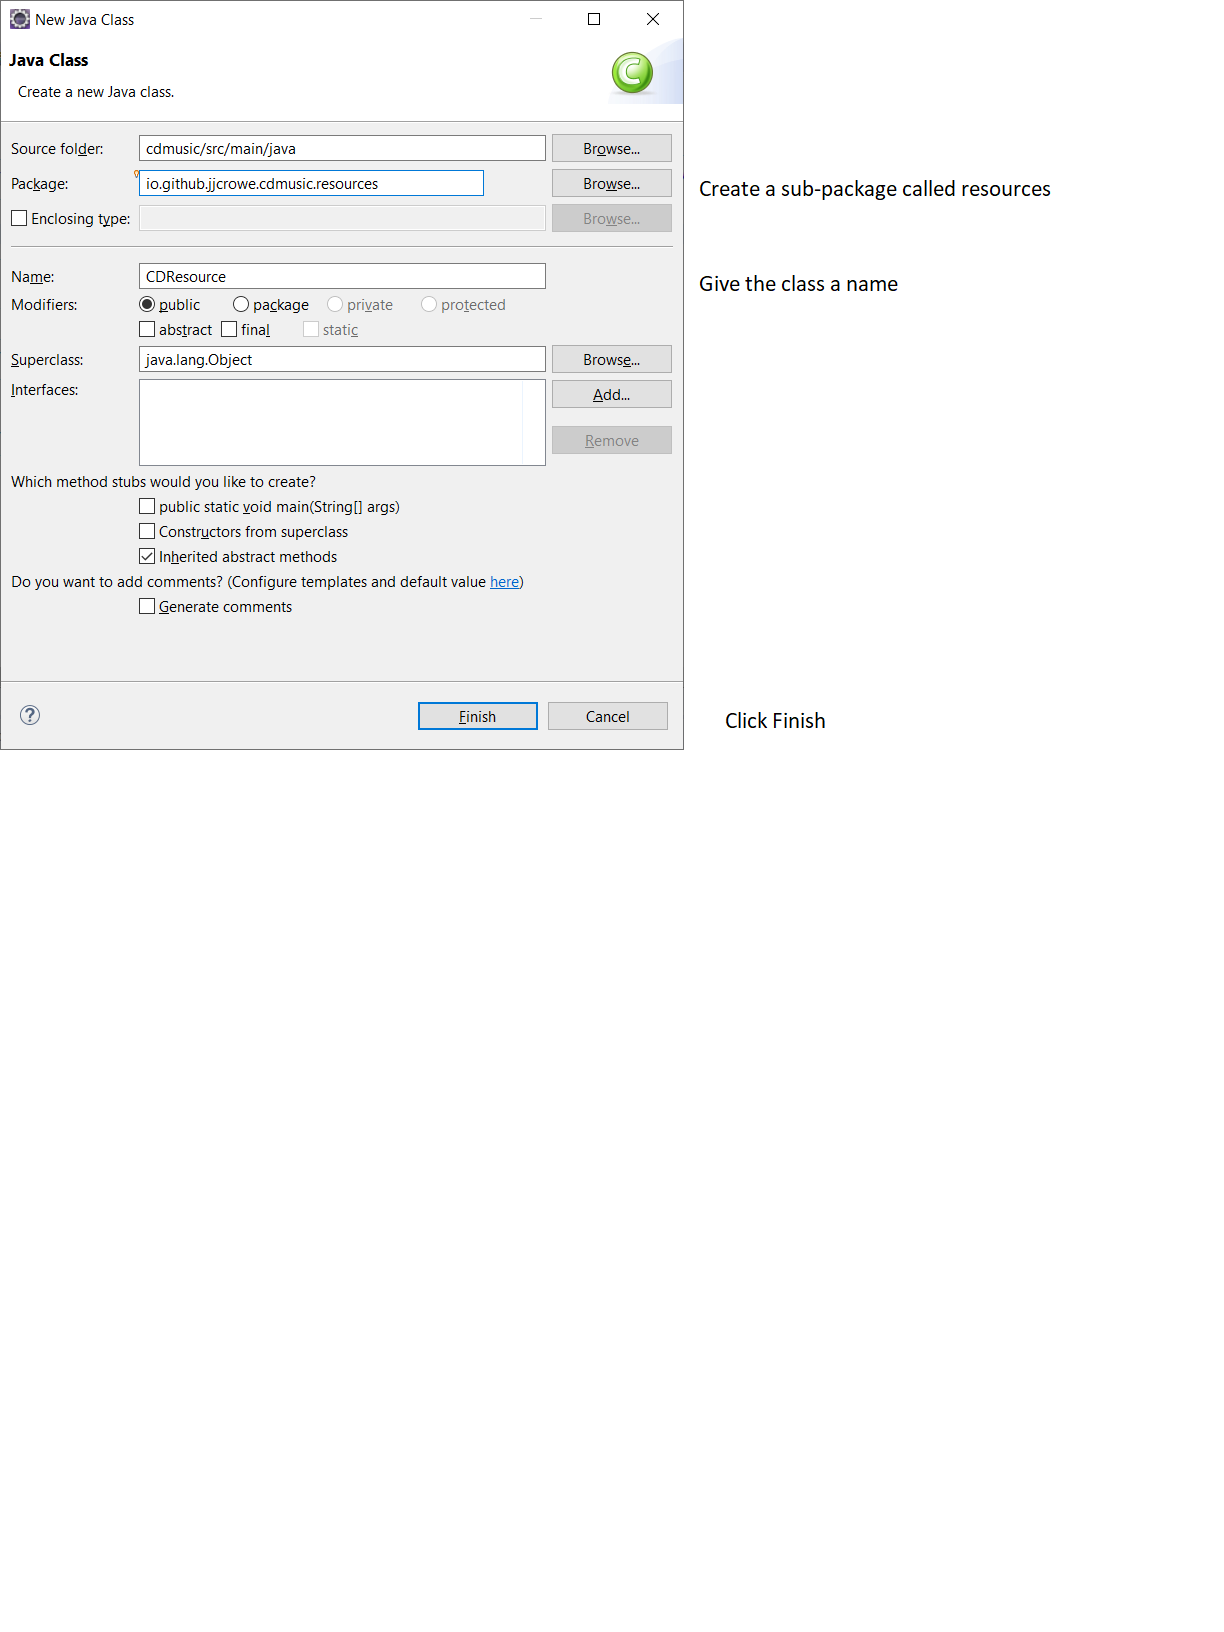 New Java Class
Java Class
Create a new Java class.
Source folder: cdmusic/src/main/java Browse...
Package: io.github.jjcrowe.cdmusic.resources Browse... Create a sub-package called resources
Enclosing type: Browse...
Name: CDResource Give the class a name
Modifiers: public package private protected
abstract final static
Superclass: java.lang.Object Browse...
Interfaces: Add...
Remove
Which method stubs would you like to create?
public static void main(String[] args)
Constructors from superclass
Inherited abstract methods
Do you want to add comments? (Configure templates and default value here)
Generate comments
Finish Cancel Click Finish